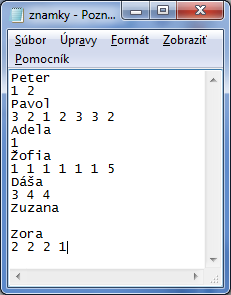 znamky - Pozn...
Súbor Úpravy Formát Zobraziť
Pomocník
Peter
1 2
Pavol
3 2 1 2 3 3 2
Adela
1
Žofia
1 1 1 1 1 1 5
Dáša
3 4 4
Zuzana

Zora
2 2 2 1